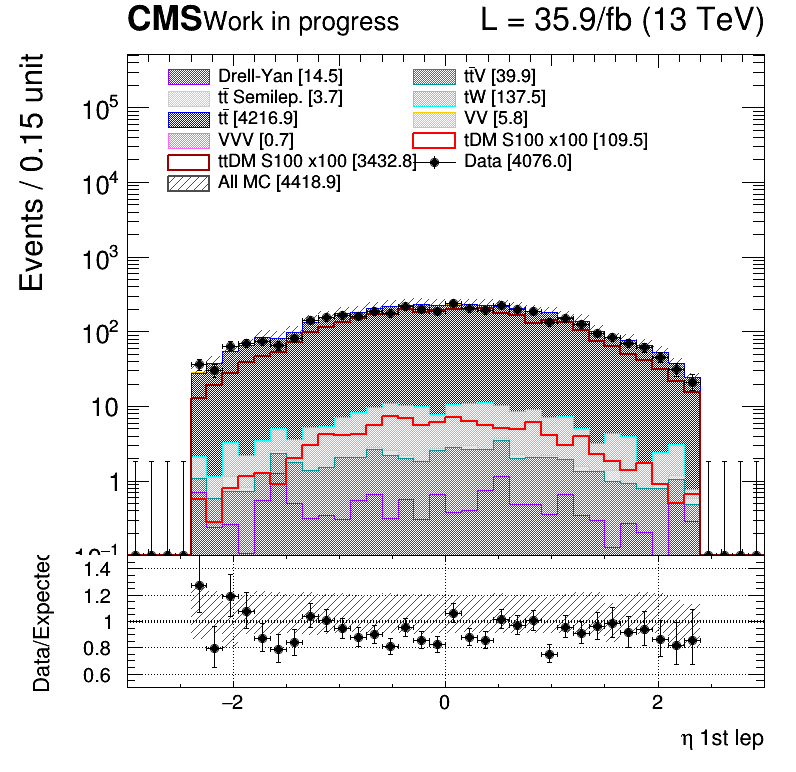 CMS Work in progress L = 35.9/fb (13 TeV)
Events / 0.15 unit
Drell-Yan [14.5] tt̄V [39.9]
tt̄ Semilep. [3.7] tW [137.5]
tt̄ [4216.9] VV [5.8]
VVV [0.7] tDM S100 x100 [109.5]
ttDM S100 x100 [3432.8] Data [4076.0]
All MC [4418.9]
10⁵
10⁴
10³
10²
10
1
10⁻¹
Data/Expected
1.4
1.2
1
0.8
0.6
−2 0 2
η 1st lep